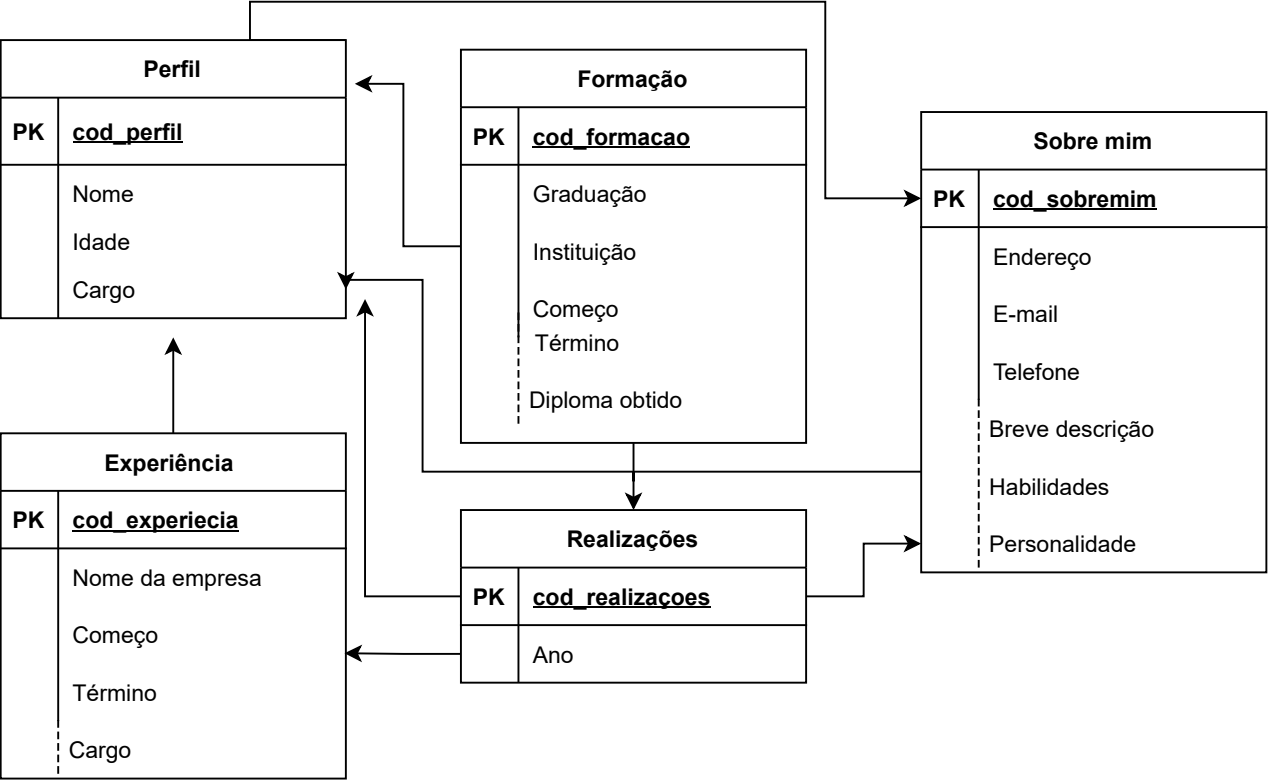 Perfil
PK cod_perfil
Nome
Idade
Cargo
Formação
PK cod_formacao
Graduação
Instituição
Começo
Término
Diploma obtido
Sobre mim
PK cod_sobremim
Endereço
E-mail
Telefone
Breve descrição
Habilidades
Personalidade
Experiência
PK cod_experiecia
Nome da empresa
Começo
Término
Cargo
Realizações
PK cod_realizaçoes
Ano